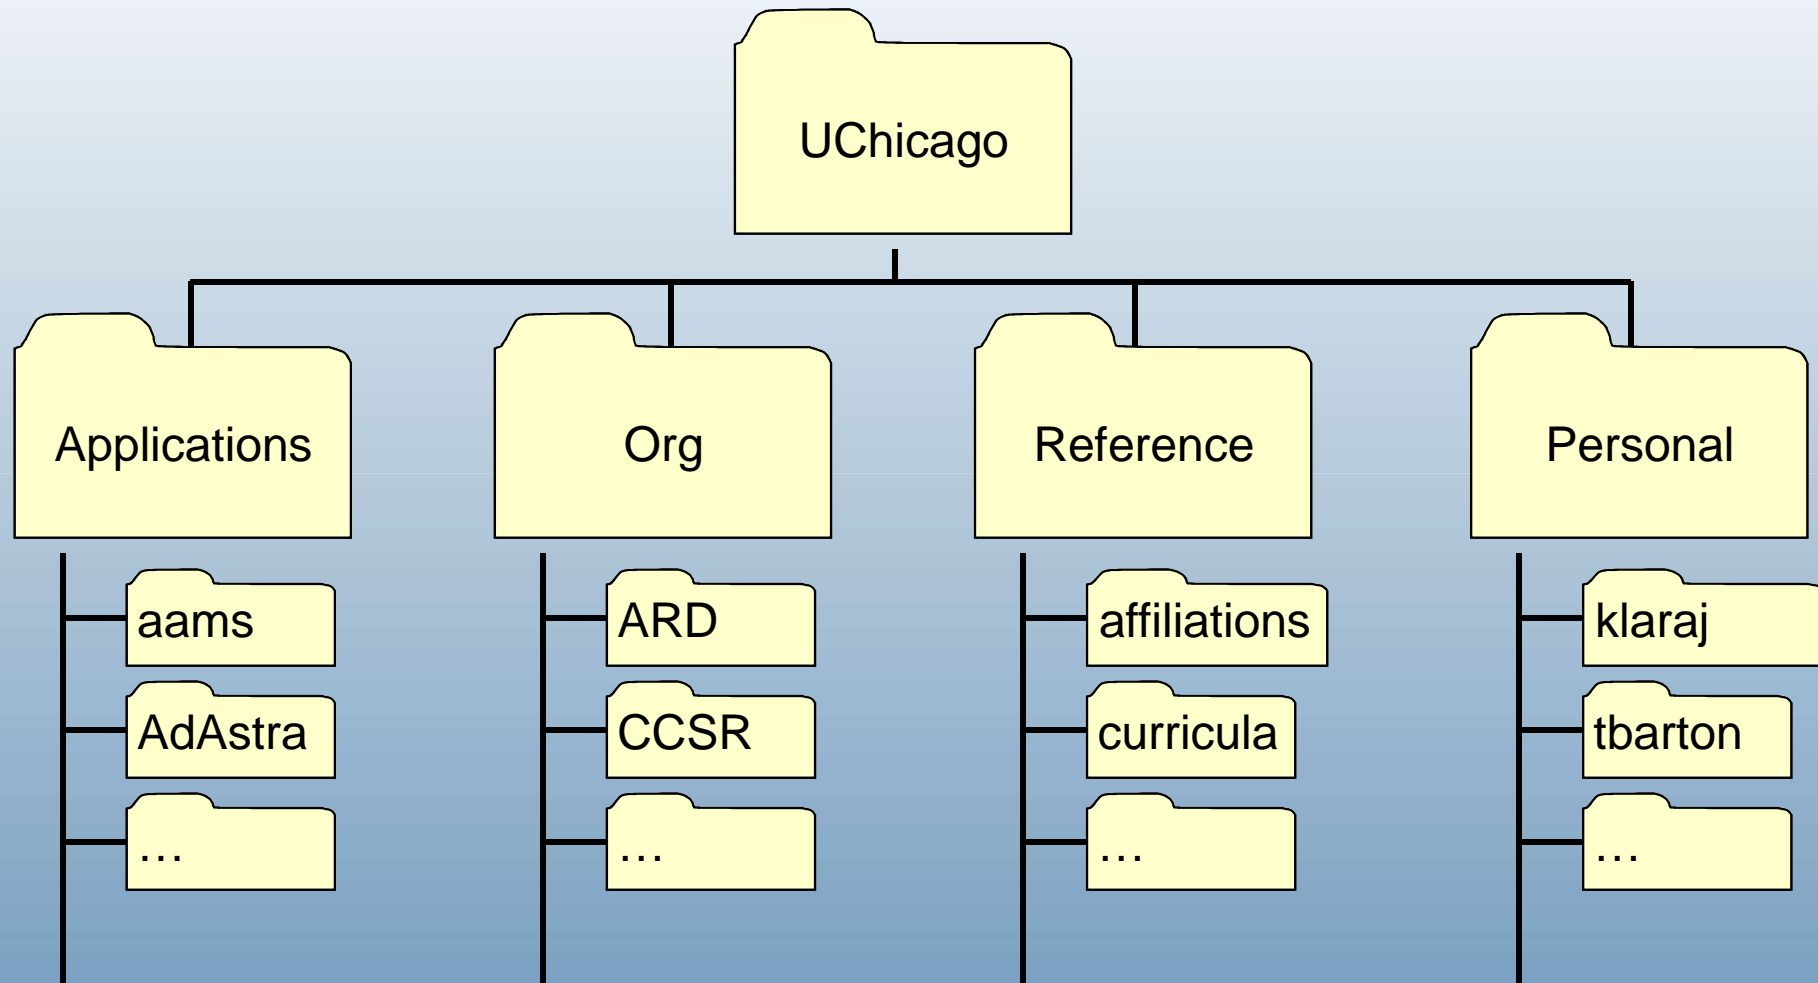 UChicago
Applications
Org
Reference
Personal
aams
ARD
affiliations
klaraj
AdAstra
CCSR
curricula
tbarton
…
…
…
…